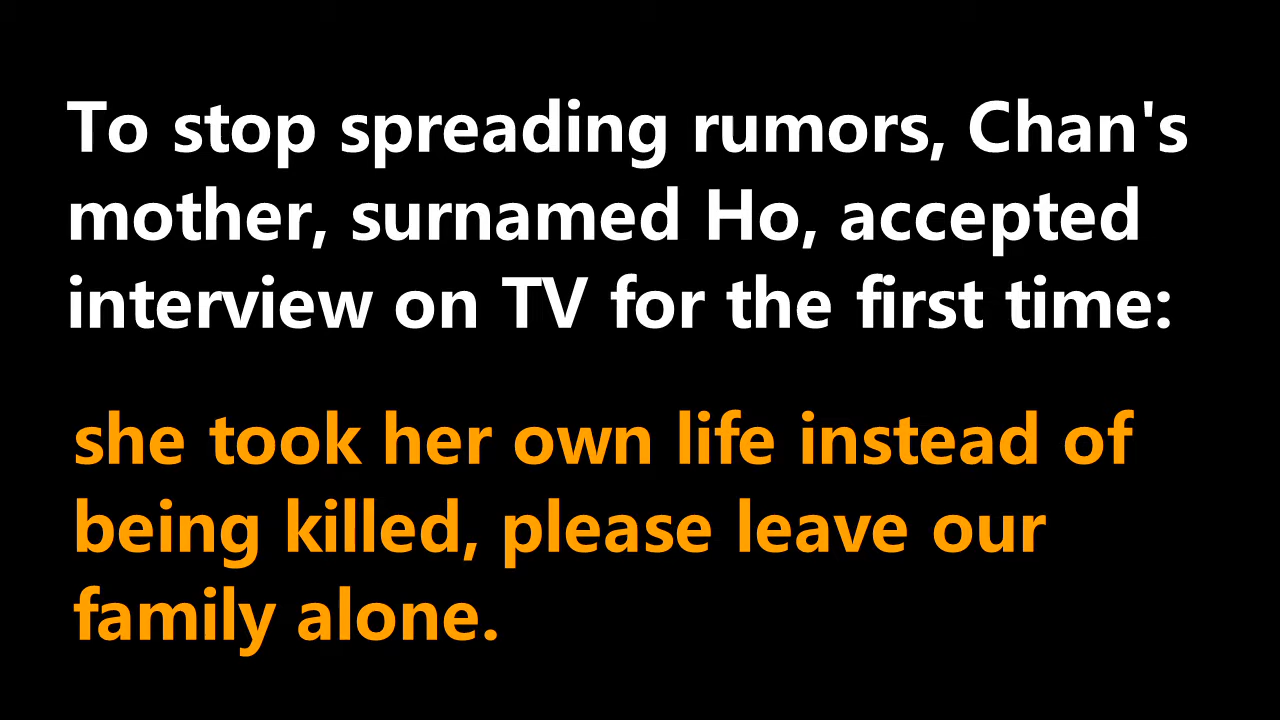 To stop spreading rumors, Chan's
mother, surnamed Ho, accepted
interview on TV for the first time:
she took her own life instead of
being killed, please leave our
family alone.